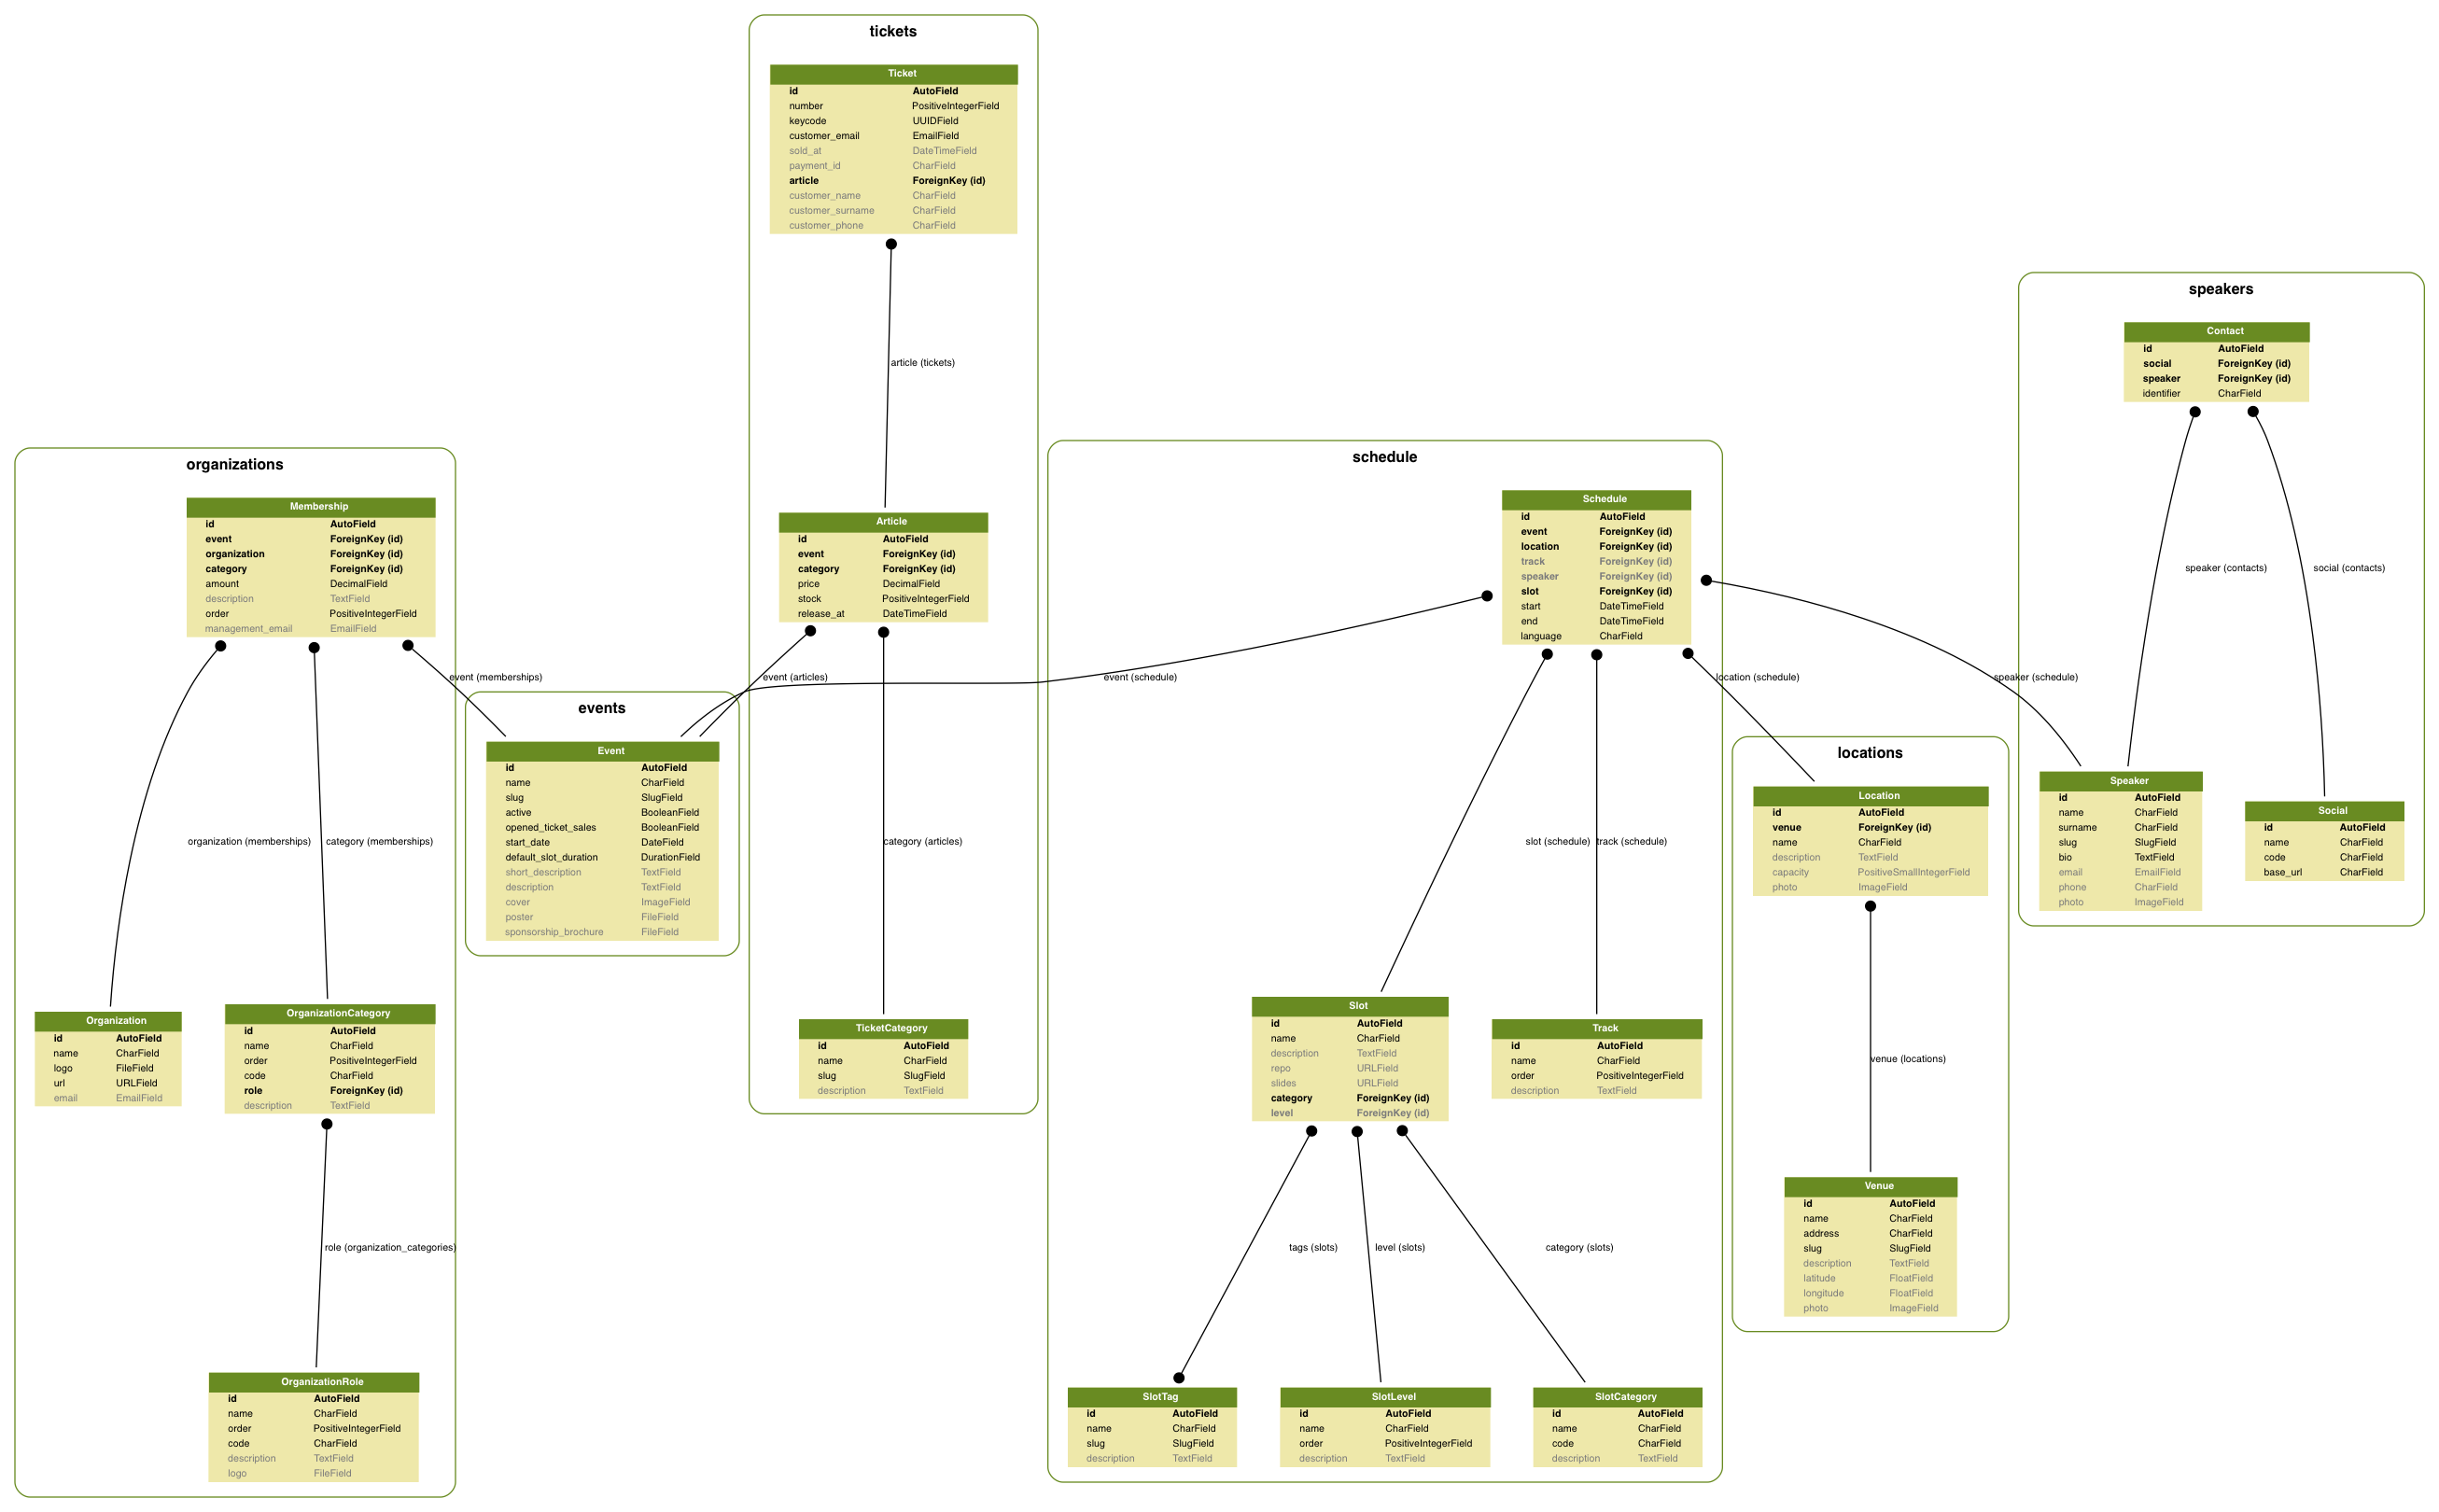 tickets
Ticket
id AutoField
number PositiveIntegerField
keycode UUIDField
customer_email EmailField
sold_at DateTimeField
payment_id CharField
article ForeignKey (id)
customer_name CharField
customer_surname CharField
customer_phone CharField
article (tickets)
Article
id AutoField
event ForeignKey (id)
category ForeignKey (id)
price DecimalField
stock PositiveIntegerField
release_at DateTimeField
event (articles)
category (articles)
TicketCategory
id AutoField
name CharField
slug SlugField
description TextField
organizations
Membership
id AutoField
event ForeignKey (id)
organization ForeignKey (id)
category ForeignKey (id)
amount DecimalField
description TextField
order PositiveIntegerField
management_email EmailField
event (memberships)
organization (memberships)
category (memberships)
Organization
id AutoField
name CharField
logo FileField
url URLField
email EmailField
OrganizationCategory
id AutoField
name CharField
order PositiveIntegerField
code CharField
role ForeignKey (id)
description TextField
role (organization_categories)
OrganizationRole
id AutoField
name CharField
order PositiveIntegerField
code CharField
description TextField
logo FileField
events
Event
id AutoField
name CharField
slug SlugField
active BooleanField
opened_ticket_sales BooleanField
start_date DateField
default_slot_duration DurationField
short_description TextField
description TextField
cover ImageField
poster FileField
sponsorship_brochure FileField
schedule
Schedule
id AutoField
event ForeignKey (id)
location ForeignKey (id)
track ForeignKey (id)
speaker ForeignKey (id)
slot ForeignKey (id)
start DateTimeField
end DateTimeField
language CharField
event (schedule)
location (schedule)
speaker (schedule)
slot (schedule)
track (schedule)
Slot
id AutoField
name CharField
description TextField
repo URLField
slides URLField
category ForeignKey (id)
level ForeignKey (id)
Track
id AutoField
name CharField
order PositiveIntegerField
description TextField
tags (slots)
level (slots)
category (slots)
SlotTag
id AutoField
name CharField
slug SlugField
description TextField
SlotLevel
id AutoField
name CharField
order PositiveIntegerField
description TextField
SlotCategory
id AutoField
name CharField
code CharField
description TextField
locations
Location
id AutoField
venue ForeignKey (id)
name CharField
description TextField
capacity PositiveSmallIntegerField
photo ImageField
venue (locations)
Venue
id AutoField
name CharField
address CharField
slug SlugField
description TextField
latitude FloatField
longitude FloatField
photo ImageField
speakers
Contact
id AutoField
social ForeignKey (id)
speaker ForeignKey (id)
identifier CharField
speaker (contacts)
social (contacts)
Speaker
id AutoField
name CharField
surname CharField
slug SlugField
bio TextField
email EmailField
phone CharField
photo ImageField
Social
id AutoField
name CharField
code CharField
base_url CharField